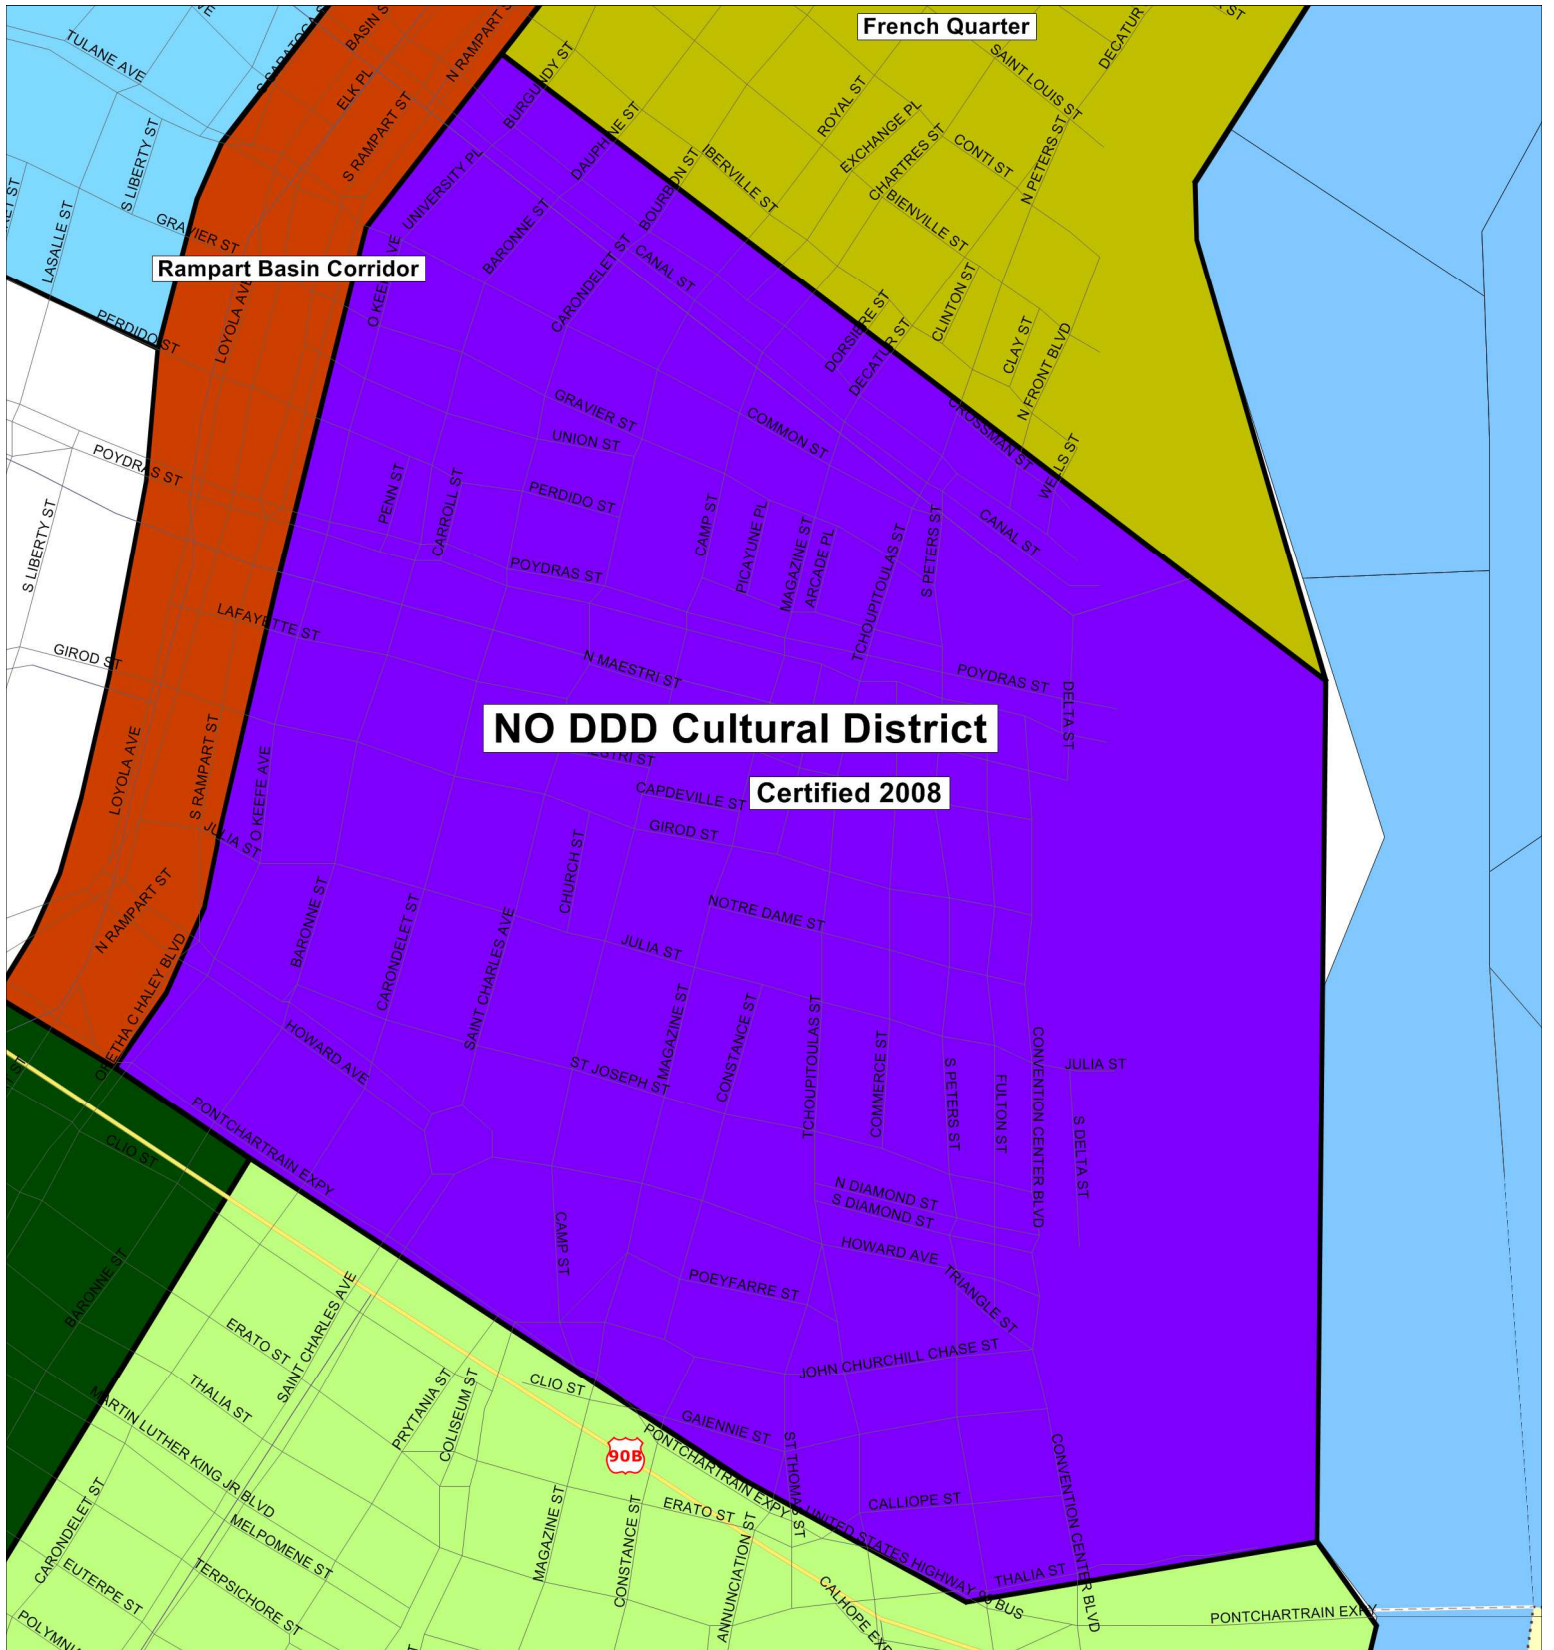 French Quarter
TULANE AVE
BASIN S
N RAMPART S
DECATUR
SAINT LOUIS ST
ELK PL
BURGUNDY ST
ROYAL ST
EXCHANGE PL
S RAMPART ST
DAUPHINE ST
CHARTRES ST
CONTI ST
N PETERS ST
S LIBERTY ST
UNIVERSITY PL
BOURBON ST
IBERVILLE ST
BIENVILLE ST
LASALLE ST
GRAVIER ST
BARONNE ST
CARONDELET ST
CANAL ST
Rampart Basin Corridor
O KEEFE AVE
LOYOLA AVE
PERDIDO ST
DORSIERE ST
DECATUR ST
CLINTON ST
CLAY ST
N FRONT BLVD
GRAVIER ST
UNION ST
COMMON ST
CROSSMAN ST
WELLS ST
POYDRAS ST
PENN ST
CARROLL ST
PERDIDO ST
CAMP ST
PICAYUNE PL
MAGAZINE ST
ARCADE PL
TCHOUPITOULAS ST
S PETERS ST
CANAL ST
S LIBERTY ST
POYDRAS ST
LAFAYETTE ST
GIROD ST
N MAESTRI ST
POYDRAS ST
DELTA ST
NO DDD Cultural District
LOYOLA AVE
S RAMPART ST
O KEEFE AVE
CAPDEVILLE ST
Certified 2008
GIROD ST
JULIA ST
CHURCH ST
N RAMPART ST
BARONNE ST
CARONDELET ST
SAINT CHARLES AVE
NOTRE DAME ST
JULIA ST
ORETHA C HALEY BLVD
MAGAZINE ST
CONSTANCE ST
TCHOUPITOULAS ST
COMMERCE ST
S PETERS ST
FULTON ST
CONVENTION CENTER BLVD
JULIA ST
S DELTA ST
HOWARD AVE
ST JOSEPH ST
PONTCHARTRAIN EXPY
CLIO ST
N DIAMOND ST
S DIAMOND ST
CAMP ST
HOWARD AVE
BARONNE ST
POEYFARRE ST
TRIANGLE ST
SAINT CHARLES AVE
ERATO ST
JOHN CHURCHILL CHASE ST
THALIA ST
PRYTANIA ST
COLISEUM ST
CLIO ST
MARTIN LUTHER KING JR BLVD
GAIENNIE ST
PONTCHARTRAIN EXPY
90B
ST THOMAS ST
CONVENTION CENTER BLVD
CARONDELET ST
MAGAZINE ST
CONSTANCE ST
ERATO ST
CALLIOPE ST
ANNUNCIATION ST
UNITED STATES HIGHWAY 90 BUS
MELPOMENE ST
EUTERPE ST
TERPSICHORE ST
THALIA ST
POLYMNI
PONTCHARTRAIN EXPY